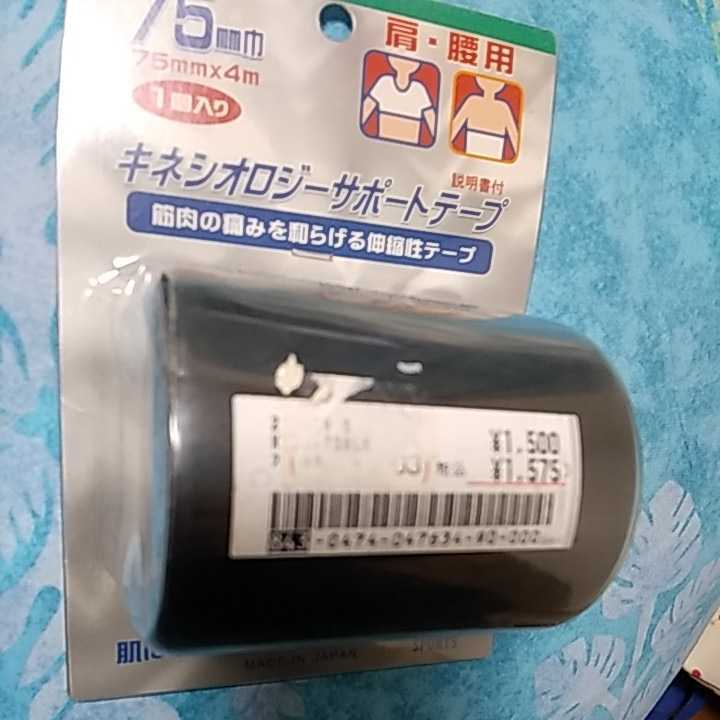 75mm巾
75mm×4m
1個入り
肩・腰用
キネシオロジーサポートテープ
説明書付
筋肉の痛みを和らげる伸縮性テープ
¥1,500
税込 ¥1,575
MADE IN JAPAN
SPORTS